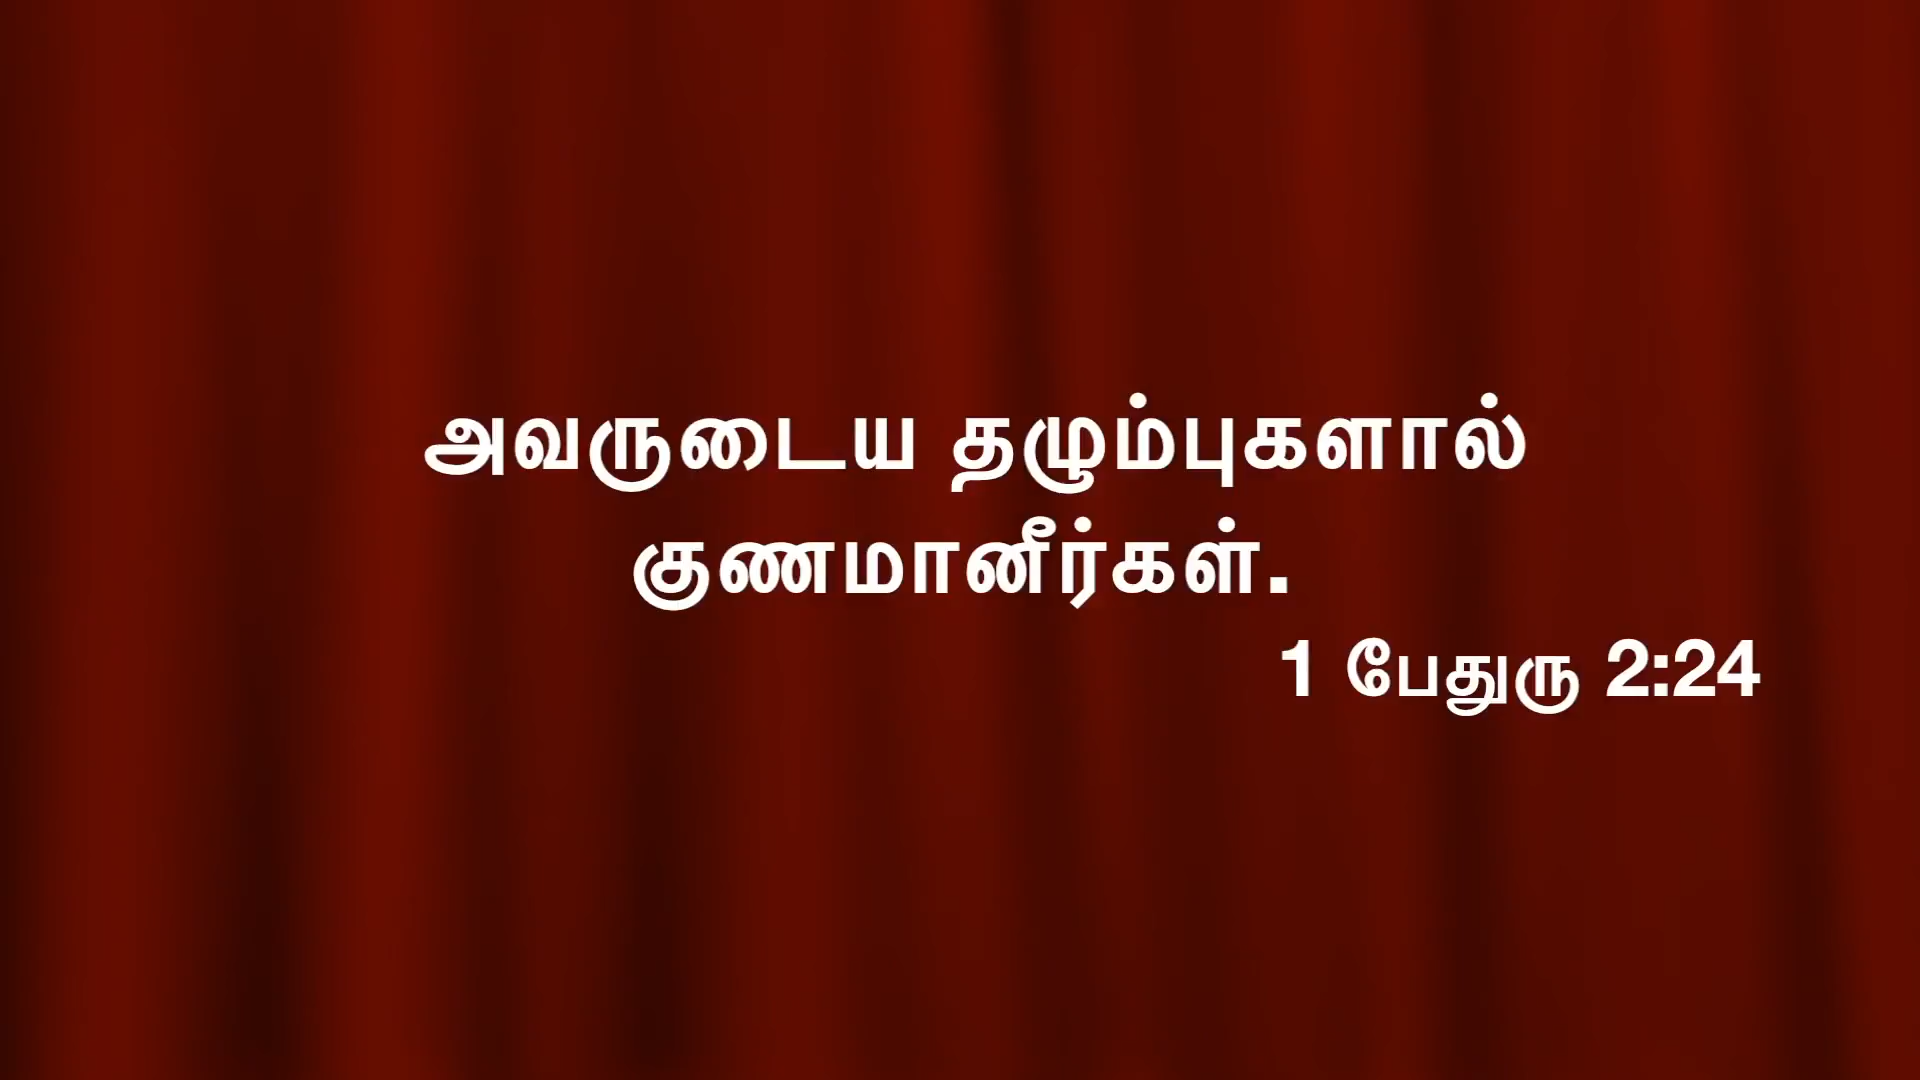 அவருடைய தழும்புகளால்
குணமானீர்கள்.
1 பேதுரு 2:24